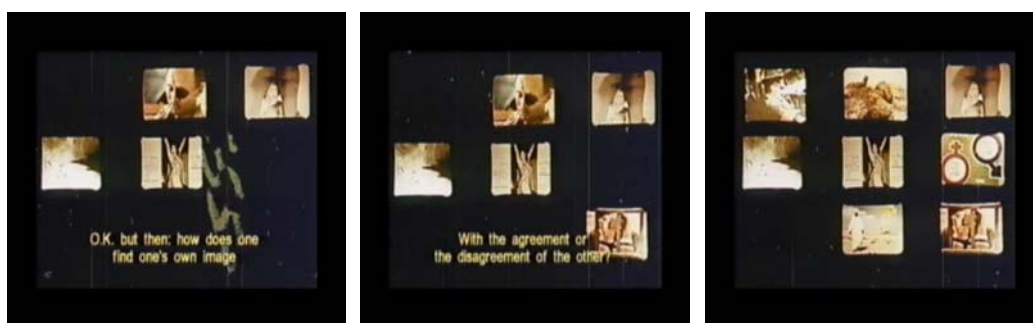 O.K. but then: how does one
find one's own image
With the agreement or
the disagreement of the other?